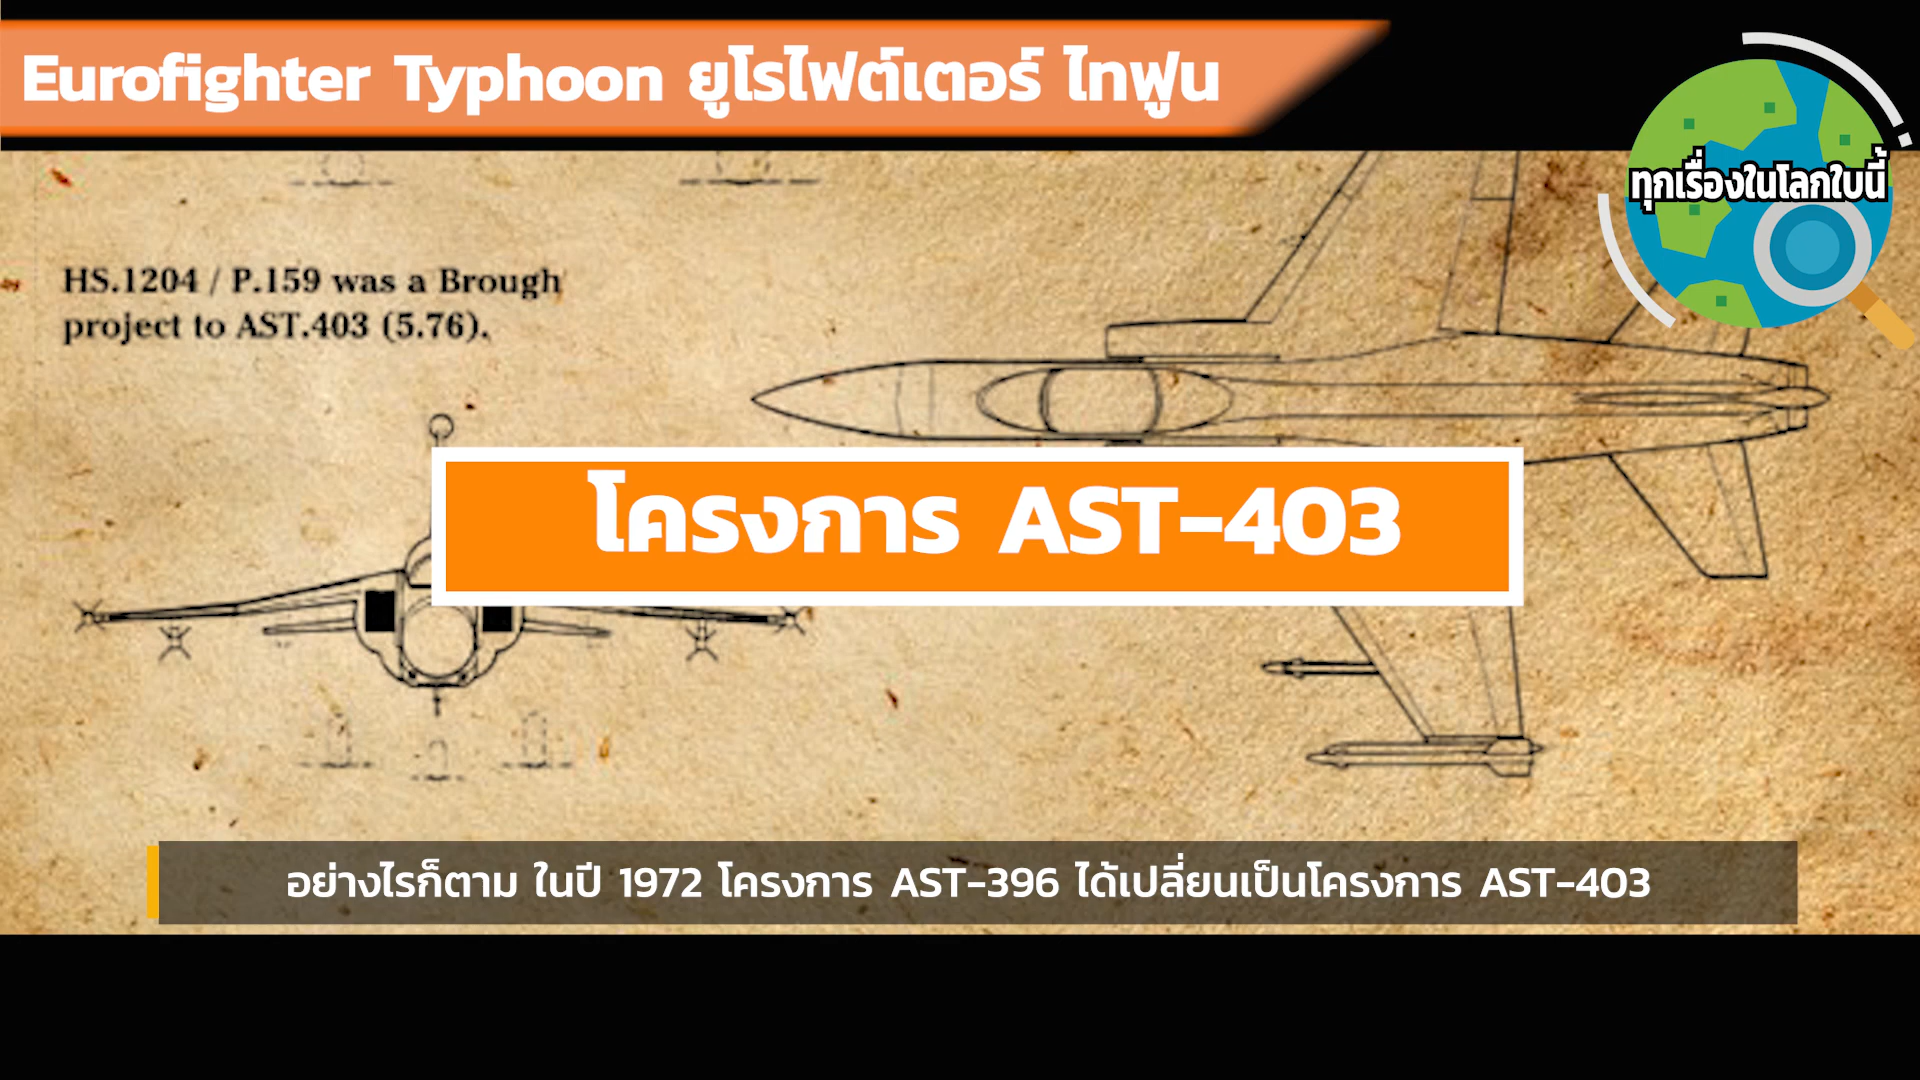 Eurofighter Typhoon ยูโรไฟต์เตอร์ ไทฟูน
ทุกเรื่องในโลกใบนี้
HS.1204 / P.159 was a Brough
project to AST.403 (5.76).
โครงการ AST-403
อย่างไรก็ตาม ในปี 1972 โครงการ AST-396 ได้เปลี่ยนเป็นโครงการ AST-403